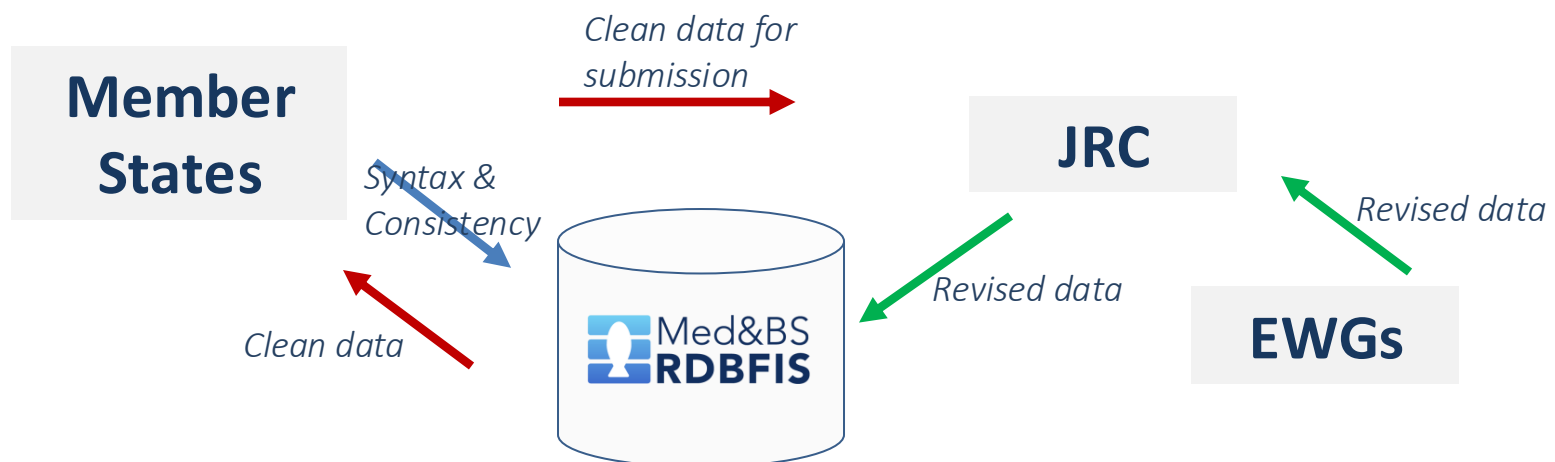 Clean data for
submission
Member
States
JRC
Syntax &
Consistency
Revised data
Revised data
Med&BS
RDBFIS
Clean data
EWGs